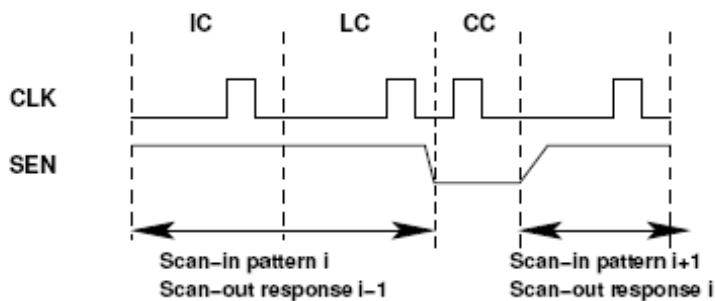 IC LC CC
CLK
SEN
Scan-in pattern i
Scan-out response i-1
Scan-in pattern i+1
Scan-out response i